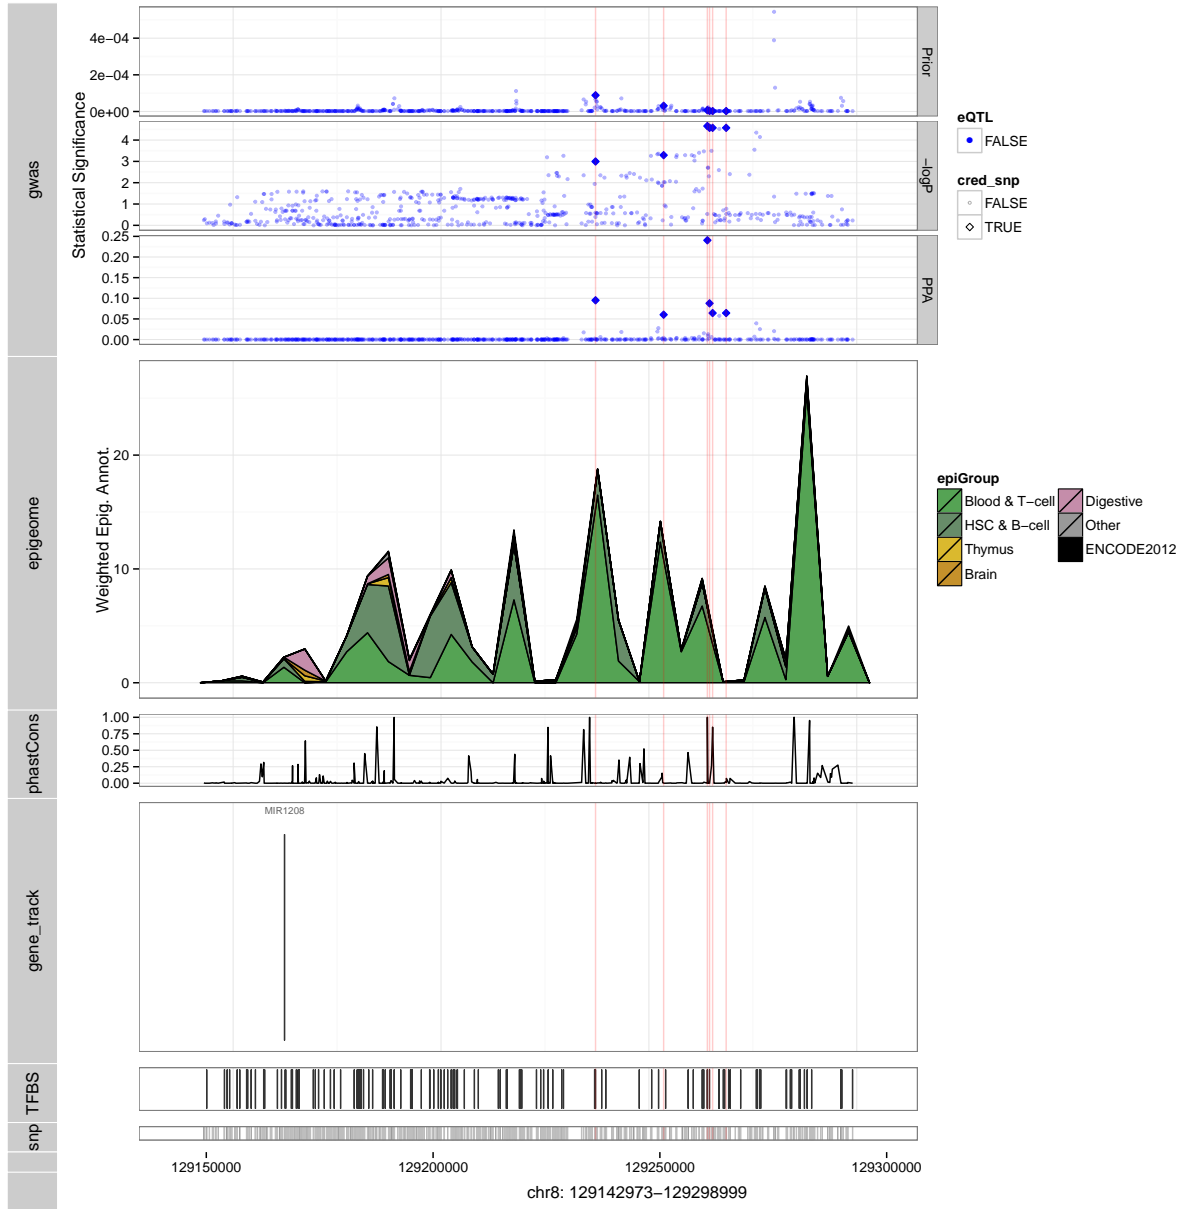 gwas
Statistical Significance
4e−04
2e−04
0e+00
Prior
4
3
2
1
0
−logP
0.25
0.20
0.15
0.10
0.05
0.00
PPA
eQTL
FALSE
cred_snp
FALSE
TRUE
epigeome
Weighted Epig. Annot.
20
10
0
epiGroup
Blood & T−cell
HSC & B−cell
Thymus
Brain
Digestive
Other
ENCODE2012
phastCons
1.00
0.75
0.50
0.25
0.00
gene_track
MIR1208
TFBS
snp
129150000
129200000
129250000
129300000
chr8: 129142973−129298999